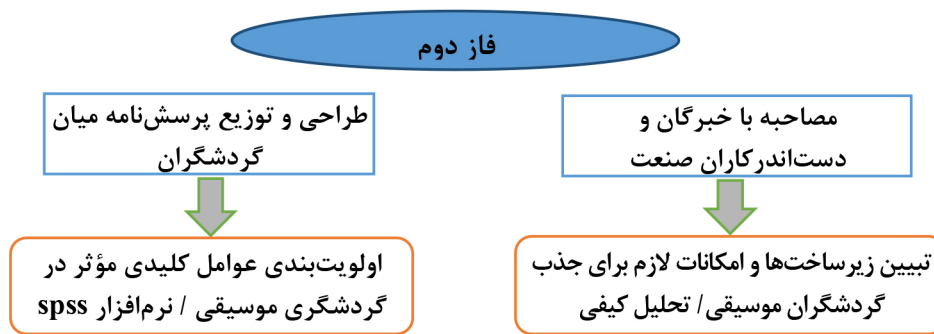 فاز دوم
مصاحبه با خبرگان و
دست‌اندرکاران صنعت
طراحی و توزیع پرسش‌نامه میان
گردشگران
تبیین زیرساخت‌ها و امکانات لازم برای جذب
گردشگران موسیقی/ تحلیل کیفی
اولویت‌بندی عوامل کلیدی مؤثر در
گردشگری موسیقی / نرم‌افزار spss